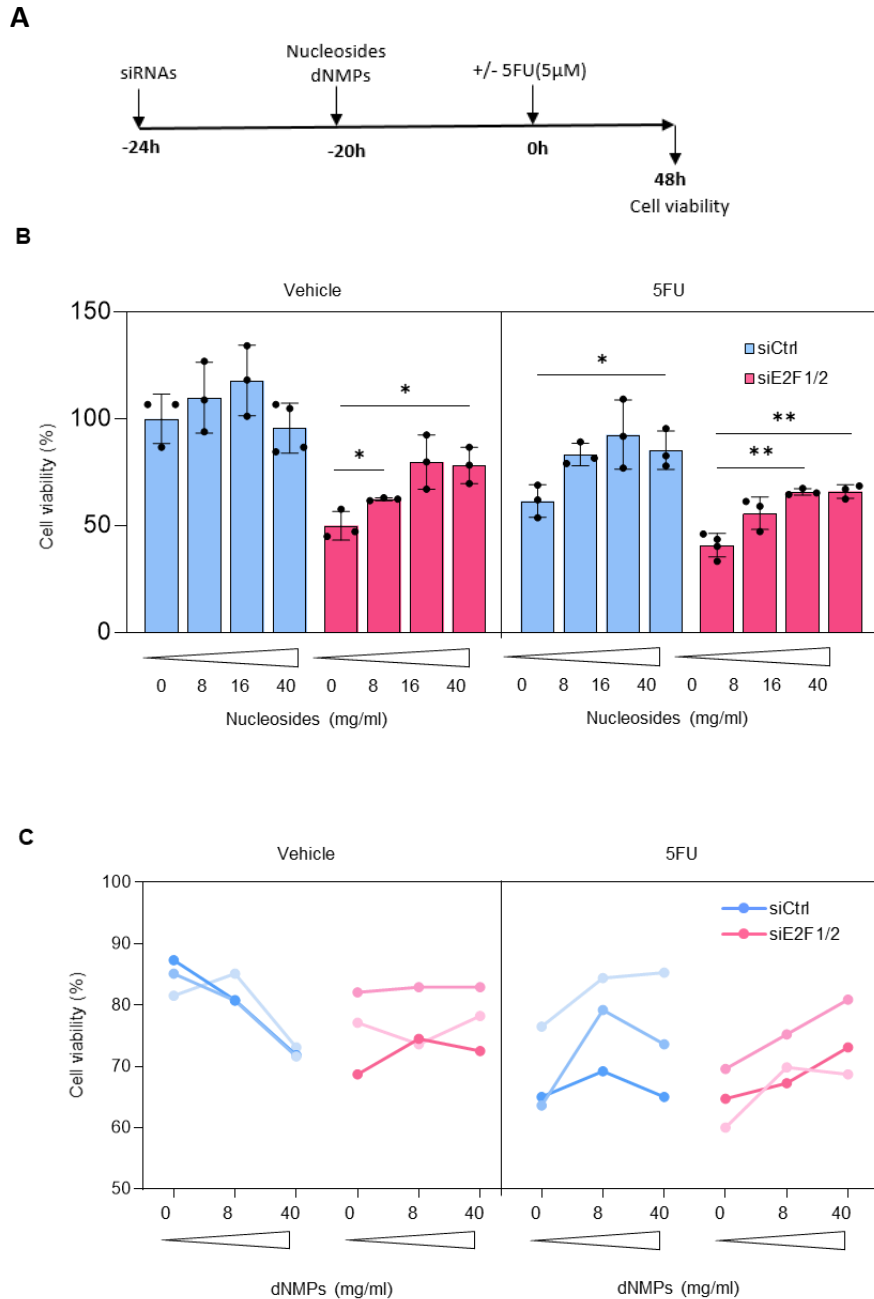 A
siRNAs
Nucleosides
dNMPs
+/- 5FU(5µM)
-24h
-20h
0h
48h
Cell viability
B
Vehicle
5FU
Cell viability (%)
150
100
50
0
*
*
*
**
**
siCtrl
siE2F1/2
0 8 16 40 0 8 16 40 0 8 16 40 0 8 16 40
Nucleosides (mg/ml)
Nucleosides (mg/ml)
C
Vehicle
5FU
Cell viability (%)
100
90
80
70
60
50
siCtrl
siE2F1/2
0 8 40 0 8 40 0 8 40 0 8 40
dNMPs (mg/ml)
dNMPs (mg/ml)